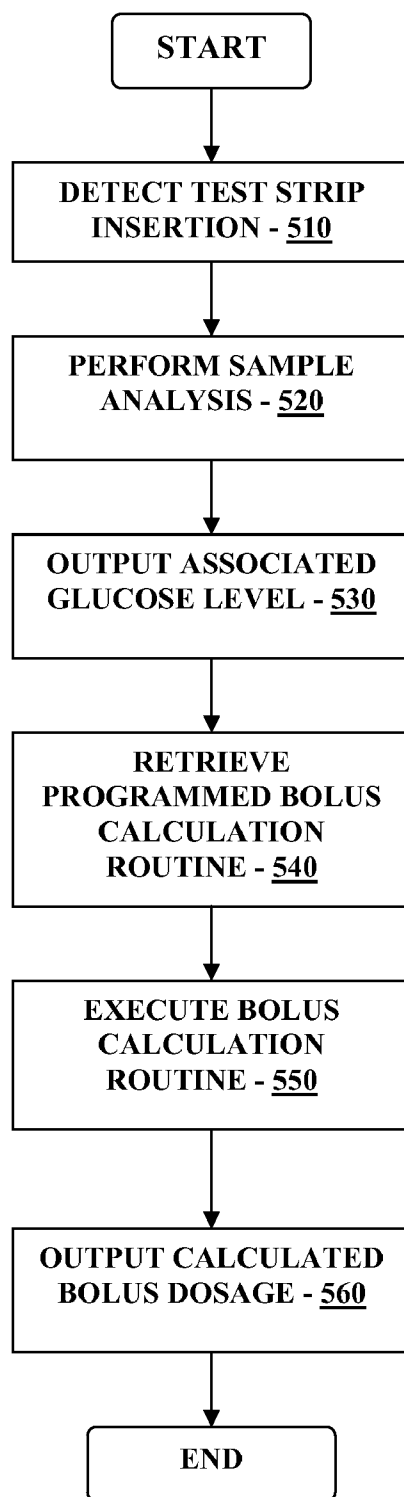 START
DETECT TEST STRIP
INSERTION - 510
PERFORM SAMPLE
ANALYSIS - 520
OUTPUT ASSOCIATED
GLUCOSE LEVEL - 530
RETRIEVE
PROGRAMMED BOLUS
CALCULATION
ROUTINE - 540
EXECUTE BOLUS
CALCULATION
ROUTINE - 550
OUTPUT CALCULATED
BOLUS DOSAGE - 560
END